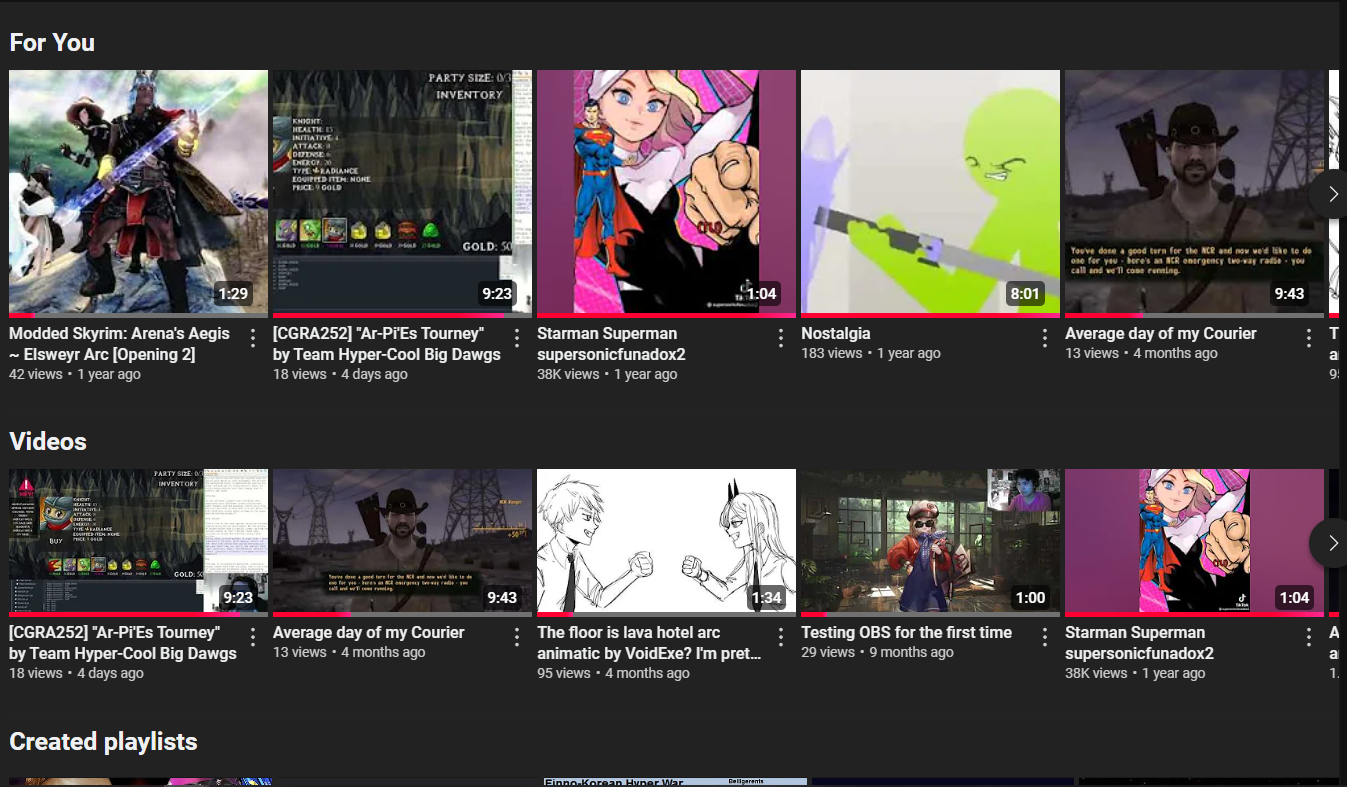 For You
PARTY SIZE: 0/3
INVENTORY
KNIGHT:
HEALTH: 15
INITIATIVE: 4
ATTACK: 8
DEFENSE: 6
ENERGY: 20
TYPE: RADIANCE
EQUIPPED ITEM: NONE
PRICE: 9 GOLD
GOLD: 50
You've done a good turn for the NCR and now we'd like to do
one for you - here's an NCR emergency two-way radio - you
call and we'll come running.
1:29
9:23
1:04
8:01
9:43
Modded Skyrim: Arena's Aegis
~ Elsweyr Arc [Opening 2]
42 views • 1 year ago
[CGRA252] "Ar-Pi'Es Tourney"
by Team Hyper-Cool Big Dawgs
18 views • 4 days ago
Starman Superman
supersonicfunadox2
38K views • 1 year ago
Nostalgia
183 views • 1 year ago
Average day of my Courier
13 views • 4 months ago
Videos
PARTY SIZE: 0/3
INVENTORY
BUY
GOLD: 50
You've done a good turn for the NCR and now we'd like to do
one for you - here's an NCR emergency two-way radio - you
call and we'll come running.
TikTok
9:23
9:43
1:34
1:00
1:04
[CGRA252] "Ar-Pi'Es Tourney"
by Team Hyper-Cool Big Dawgs
18 views • 4 days ago
Average day of my Courier
13 views • 4 months ago
The floor is lava hotel arc
animatic by VoidExe? I'm pret...
95 views • 4 months ago
Testing OBS for the first time
29 views • 9 months ago
Starman Superman
supersonicfunadox2
38K views • 1 year ago
Created playlists
Finno-Korean Hyper War
Belligerents